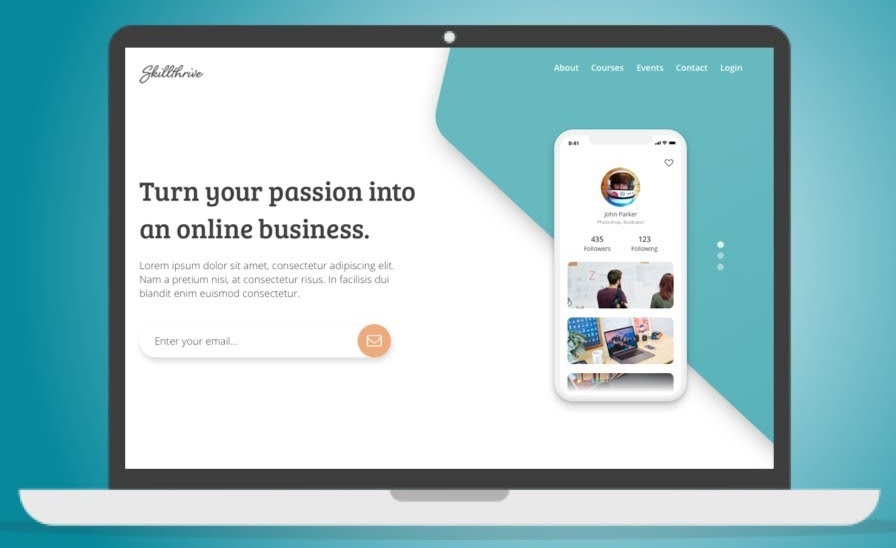 Skillthrive
About Courses Events Contact Login
Turn your passion into
an online business.
Lorem ipsum dolor sit amet, consectetur adipiscing elit.
Nam a pretium nisi, at consectetur risus. In facilisis dui
blandit enim euismod consectetur.
Enter your email...
9:41
John Parker
435
Followers
123
Following
Z